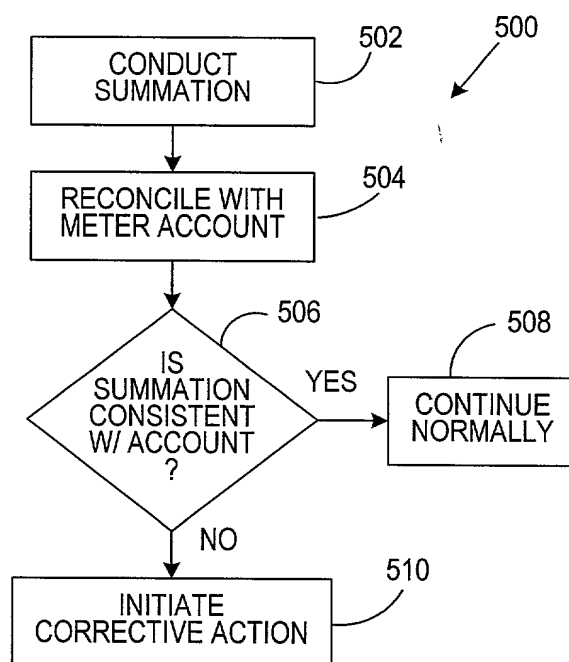 500
502
CONDUCT
SUMMATION
504
RECONCILE WITH
METER ACCOUNT
506
IS
SUMMATION
CONSISTENT
W/ ACCOUNT
?
YES
508
CONTINUE
NORMALLY
NO
510
INITIATE
CORRECTIVE ACTION